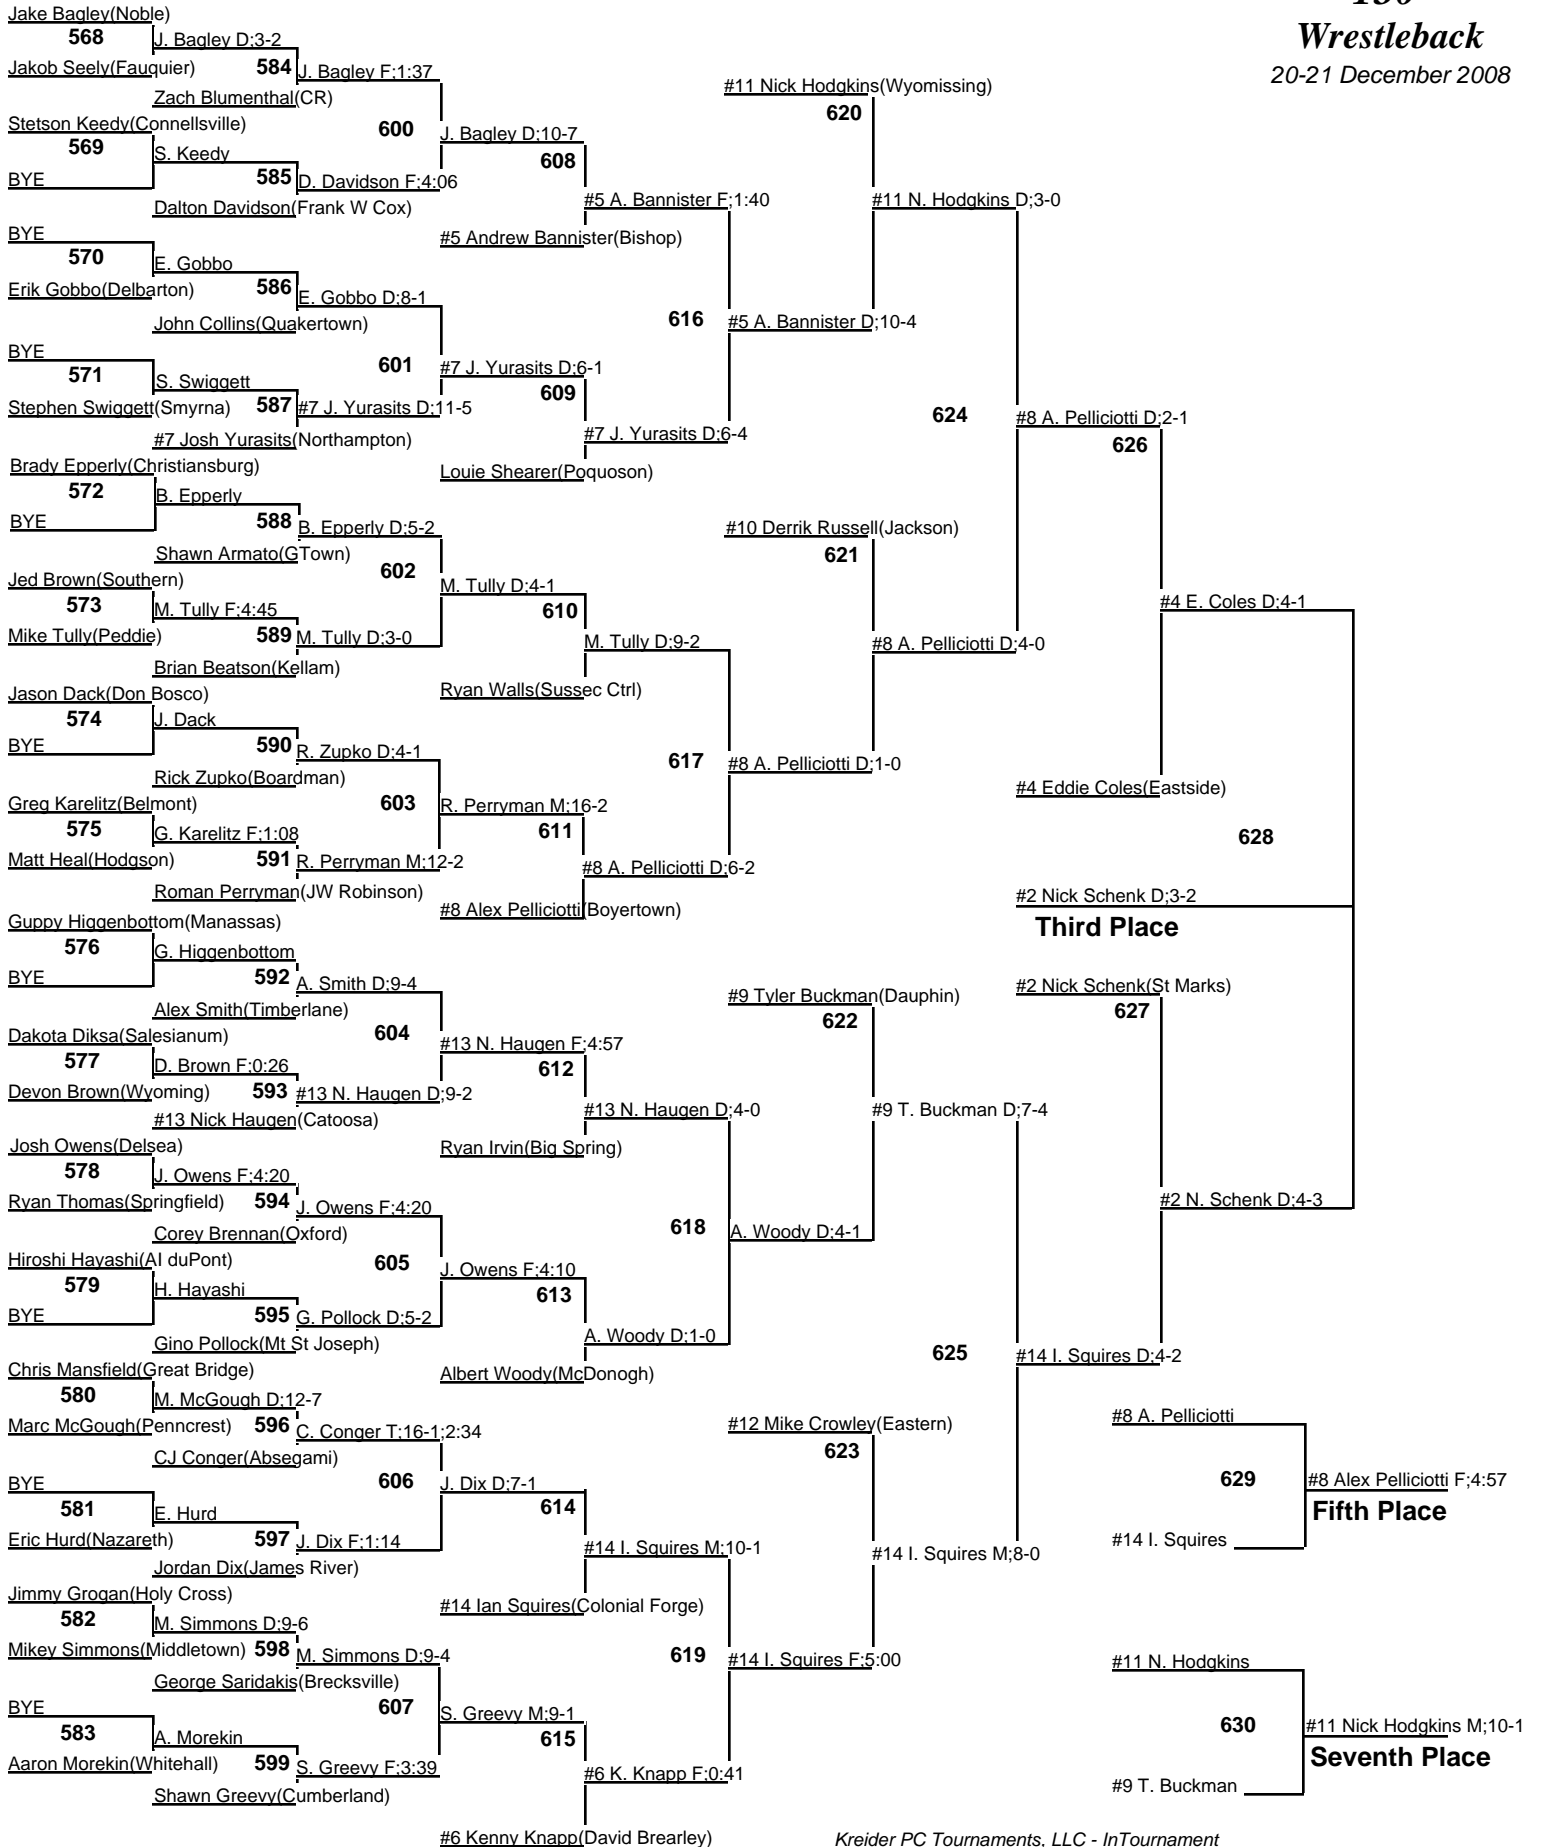 Wrestleback
20-21 December 2008
Jake Bagley(Noble)
568
J. Bagley D;3-2
Jakob Seely(Fauquier)
584
J. Bagley F;1:37
Zach Blumenthal(CR)
Stetson Keedy(Connellsville)
600
569
J. Bagley D;10-7
S. Keedy
608
BYE
585
D. Davidson F;4:06
Dalton Davidson(Frank W Cox)
#5 A. Bannister F;1:40
#5 Andrew Bannister(Bishop)
BYE
570
E. Gobbo
Erik Gobbo(Delbarton)
586
E. Gobbo D;8-1
John Collins(Quakertown)
616
#5 A. Bannister D;10-4
BYE
601
#7 J. Yurasits D;6-1
571
S. Swiggett
609
Stephen Swiggett(Smyrna)
587
#7 J. Yurasits D;11-5
#7 Josh Yurasits(Northampton)
#7 J. Yurasits D;6-4
Louie Shearer(Poquoson)
#11 Nick Hodgkins(Wyomissing)
620
#11 N. Hodgkins D;3-0
624
#8 A. Pelliciotti D;2-1
626
Brady Epperly(Christiansburg)
572
B. Epperly
BYE
588
B. Epperly D;5-2
Shawn Armato(GTown)
602
Jed Brown(Southern)
M. Tully D;4-1
573
M. Tully F;4:45
610
Mike Tully(Peddie)
589
M. Tully D;3-0
M. Tully D;9-2
Brian Beatson(Kellam)
Ryan Walls(Sussec Ctrl)
#10 Derrik Russell(Jackson)
621
#4 E. Coles D;4-1
#8 A. Pelliciotti D;4-0
Jason Dack(Don Bosco)
574
J. Dack
BYE
590
R. Zupko D;4-1
617
#8 A. Pelliciotti D;1-0
Rick Zupko(Boardman)
#4 Eddie Coles(Eastside)
Greg Karelitz(Belmont)
603
R. Perryman M;16-2
575
G. Karelitz F;1:08
611
628
Matt Heal(Hodgson)
591
R. Perryman M;12-2
#8 A. Pelliciotti D;6-2
Roman Perryman(JW Robinson)
#8 Alex Pelliciotti(Boyertown)
#2 Nick Schenk D;3-2
Third Place
Guppy Higgenbottom(Manassas)
576
G. Higgenbottom
BYE
592
A. Smith D;9-4
Alex Smith(Timberlane)
#9 Tyler Buckman(Dauphin)
#2 Nick Schenk(St Marks)
622
627
Dakota Diksa(Salesianum)
604
#13 N. Haugen F;4:57
577
D. Brown F;0:26
612
Devon Brown(Wyoming)
593
#13 N. Haugen D;9-2
#13 Nick Haugen(Catoosa)
#13 N. Haugen D;4-0
#9 T. Buckman D;7-4
Josh Owens(Delsea)
Ryan Irvin(Big Spring)
578
J. Owens F;4:20
Ryan Thomas(Springfield)
594
J. Owens F;4:20
#2 N. Schenk D;4-3
Corey Brennan(Oxford)
618
A. Woody D;4-1
Hiroshi Hayashi(AI duPont)
605
J. Owens F;4:10
579
H. Hayashi
613
BYE
595
G. Pollock D;5-2
A. Woody D;1-0
Gino Pollock(Mt St Joseph)
625
#14 I. Squires D;4-2
Albert Woody(McDonogh)
Chris Mansfield(Great Bridge)
580
M. McGough D;12-7
Marc McGough(Penncrest)
596
C. Conger T;16-1;2:34
#12 Mike Crowley(Eastern)
623
CJ Conger(Absegami)
BYE
606
J. Dix D;7-1
581
E. Hurd
614
Eric Hurd(Nazareth)
597
J. Dix F;1:14
#14 I. Squires M;10-1
#14 I. Squires M;8-0
Jordan Dix(James River)
#8 A. Pelliciotti
629
#8 Alex Pelliciotti F;4:57
Fifth Place
#14 I. Squires
Jimmy Grogan(Holy Cross)
#14 Ian Squires(Colonial Forge)
582
M. Simmons D;9-6
Mikey Simmons(Middletown)
598
M. Simmons D;9-4
619
#14 I. Squires F;5:00
George Saridakis(Brecksville)
BYE
607
S. Greevy M;9-1
583
A. Morekin
615
Aaron Morekin(Whitehall)
599
S. Greevy F;3:39
#6 K. Knapp F;0:41
Shawn Greevy(Cumberland)
#6 Kenny Knapp(David Brearley)
#11 N. Hodgkins
630
#11 Nick Hodgkins M;10-1
Seventh Place
#9 T. Buckman
Kreider PC Tournaments, LLC - InTournament